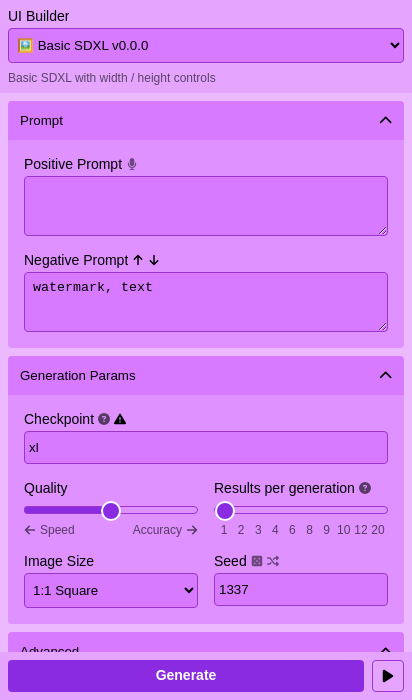 UI Builder
🖼️ Basic SDXL v0.0.0
Basic SDXL with width / height controls
Prompt
Positive Prompt
Negative Prompt ↑ ↓
watermark, text
Generation Params
Checkpoint
xl
Quality
← Speed Accuracy →
Results per generation
1 2 3 4 6 8 9 10 12 20
Image Size
1:1 Square
Seed
1337
Advanced
Generate